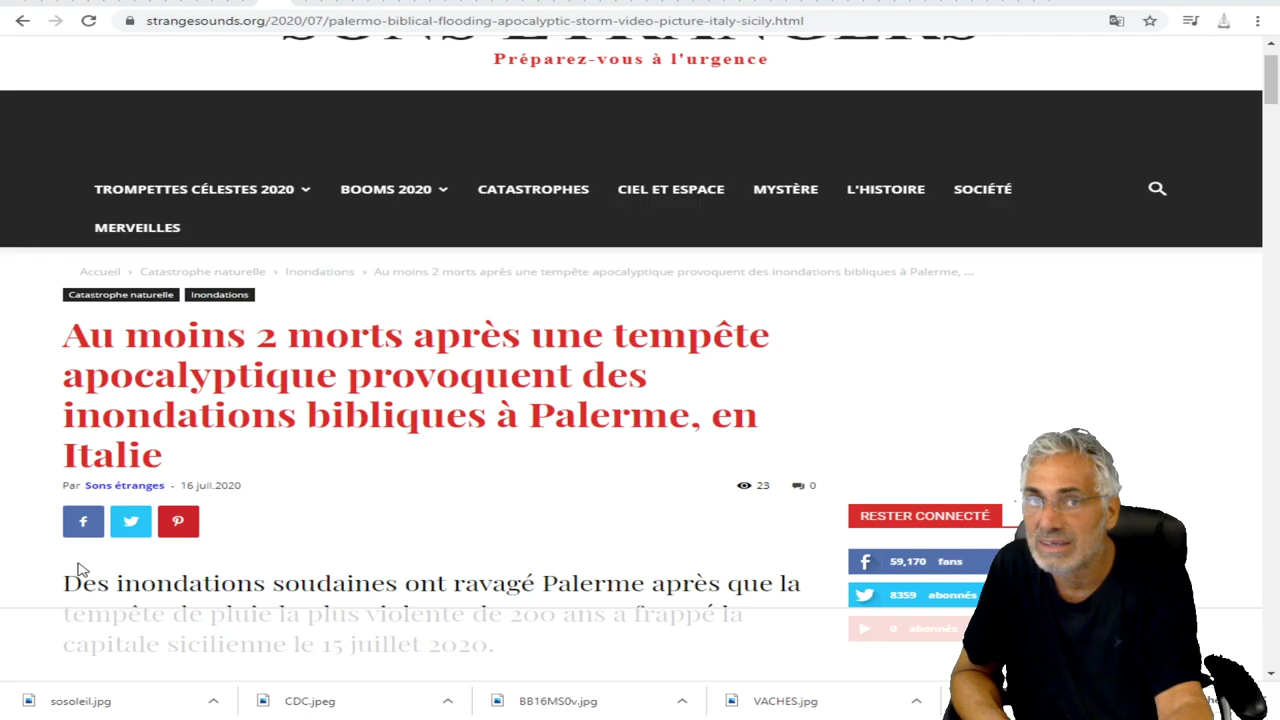 strangesounds.org/2020/07/palermo-biblical-flooding-apocalyptic-storm-video-picture-italy-sicily.html
SONS ÉTRANGERS
Préparez-vous à l'urgence
TROMPETTES CÉLESTES 2020 BOOMS 2020 CATASTROPHES CIEL ET ESPACE MYSTÈRE L'HISTOIRE SOCIÉTÉ
MERVEILLES
Accueil › Catastrophe naturelle › Inondations › Au moins 2 morts après une tempête apocalyptique provoquent des inondations bibliques à Palerme, ...
Catastrophe naturelle Inondations
Au moins 2 morts après une tempête
apocalyptique provoquent des
inondations bibliques à Palerme, en
Italie
Par Sons étranges - 16 juil.2020 23 0
RESTER CONNECTÉ
59,170 fans
8359 abonnés
0 abonnés
Des inondations soudaines ont ravagé Palerme après que la
tempête de pluie la plus violente de 200 ans a frappé la
capitale sicilienne le 15 juillet 2020.
sosoleil.jpg CDC.jpeg BB16MS0v.jpg VACHES.jpg